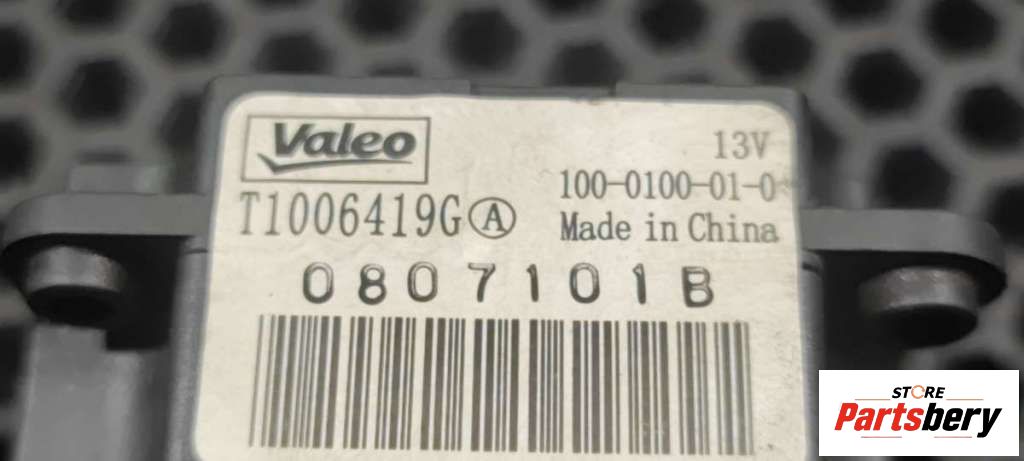 Valeo
13V
T1006419G Ⓐ
100-0100-01-0
Made in China
0807101B
STORE
Partsbery